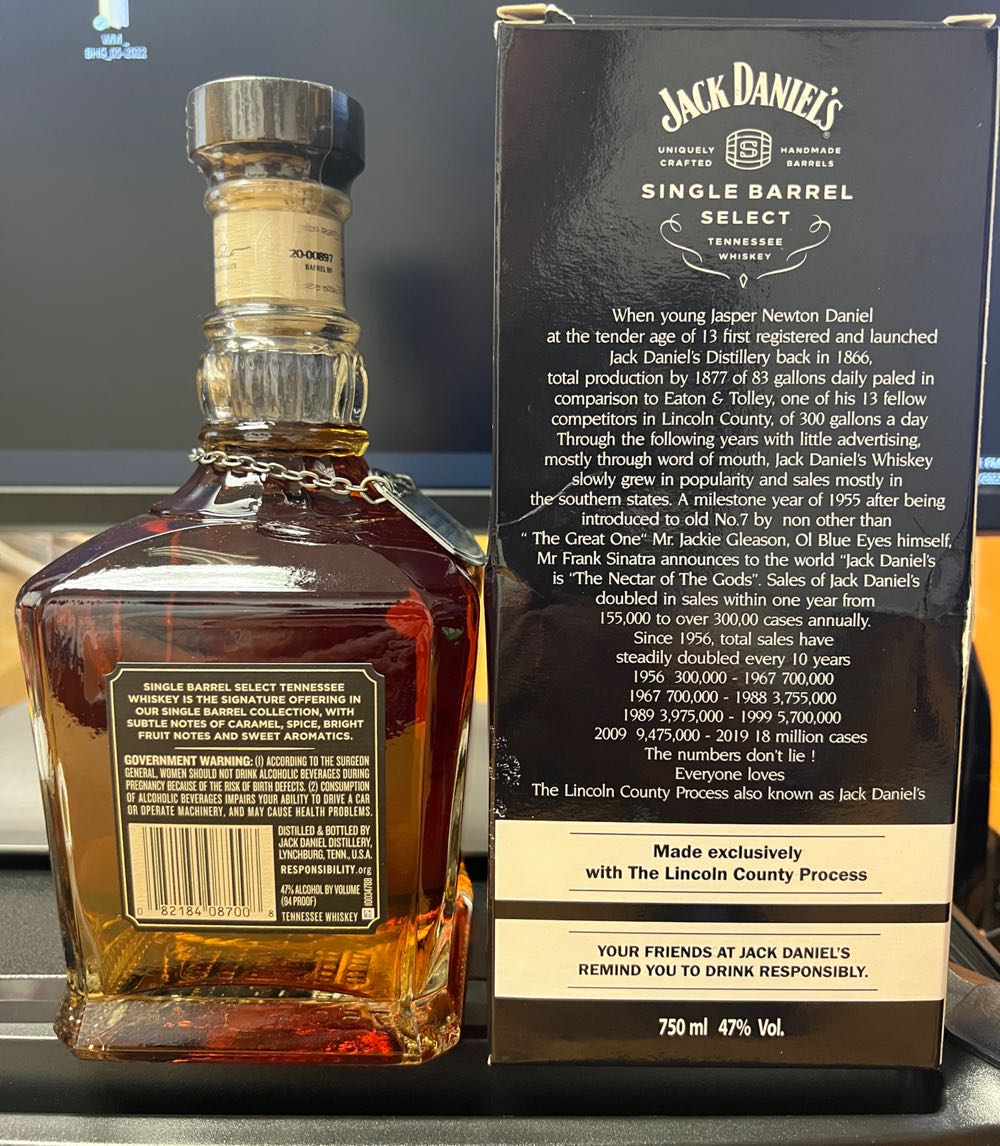 WIN_
BHQ_05-2022
20-00897
BARREL Nº
SINGLE BARREL SELECT TENNESSEE
WHISKEY IS THE SIGNATURE OFFERING IN
OUR SINGLE BARREL COLLECTION, WITH
SUBTLE NOTES OF CARAMEL, SPICE, BRIGHT
FRUIT NOTES AND SWEET AROMATICS.
GOVERNMENT WARNING: (1) ACCORDING TO THE SURGEON
GENERAL, WOMEN SHOULD NOT DRINK ALCOHOLIC BEVERAGES DURING
PREGNANCY BECAUSE OF THE RISK OF BIRTH DEFECTS. (2) CONSUMPTION
OF ALCOHOLIC BEVERAGES IMPAIRS YOUR ABILITY TO DRIVE A CAR
OR OPERATE MACHINERY, AND MAY CAUSE HEALTH PROBLEMS.
DISTILLED & BOTTLED BY
JACK DANIEL DISTILLERY,
LYNCHBURG, TENN., U.S.A.
RESPONSIBILITY.org
47% ALCOHOL BY VOLUME
(94 PROOF)
TENNESSEE WHISKEY
0 82184 08700 8
JACK DANIEL'S
UNIQUELY CRAFTED S HANDMADE BARRELS
SINGLE BARREL
SELECT
TENNESSEE
WHISKEY
When young Jasper Newton Daniel
at the tender age of 13 first registered and launched
Jack Daniel's Distillery back in 1866,
total production by 1877 of 83 gallons daily paled in
comparison to Eaton & Tolley, one of his 13 fellow
competitors in Lincoln County, of 300 gallons a day
Through the following years with little advertising,
mostly through word of mouth, Jack Daniel's Whiskey
slowly grew in popularity and sales mostly in
the southern states. A milestone year of 1955 after being
introduced to old No.7 by non other than
" The Great One" Mr. Jackie Gleason, Ol Blue Eyes himself,
Mr Frank Sinatra announces to the world "Jack Daniel's
is "The Nectar of The Gods". Sales of Jack Daniel's
doubled in sales within one year from
155,000 to over 300,00 cases annually.
Since 1956, total sales have
steadily doubled every 10 years
1956 300,000 - 1967 700,000
1967 700,000 - 1988 3,755,000
1989 3,975,000 - 1999 5,700,000
2009 9,475,000 - 2019 18 million cases
The numbers don't lie !
Everyone loves
The Lincoln County Process also known as Jack Daniel's
Made exclusively
with The Lincoln County Process
YOUR FRIENDS AT JACK DANIEL'S
REMIND YOU TO DRINK RESPONSIBLY.
750 ml 47% Vol.